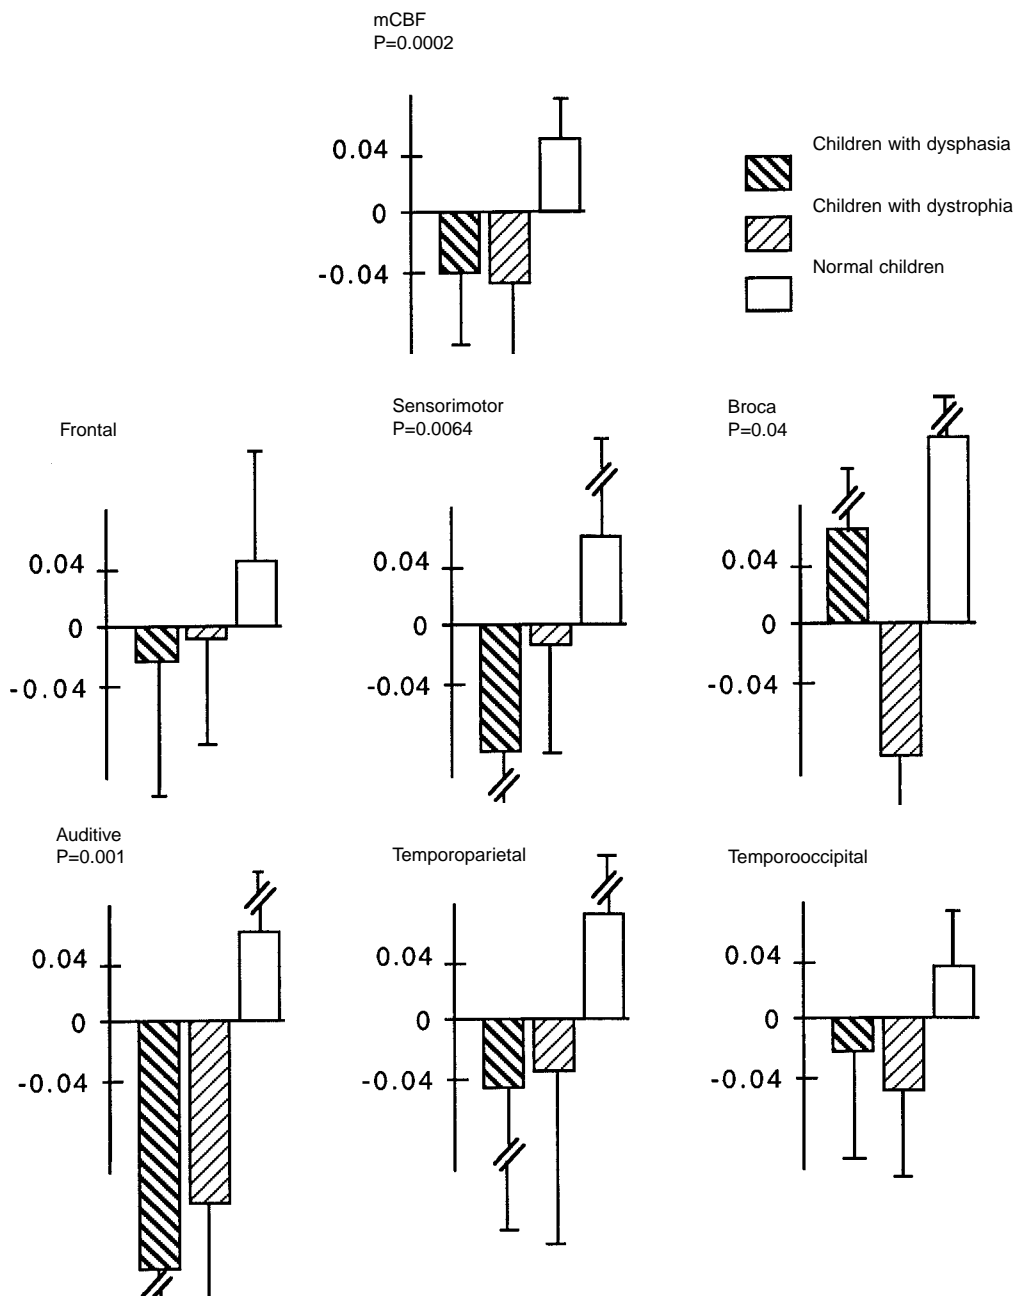 mCBF
P=0.0002
0.04
0
-0.04
Children with dysphasia
Children with dystrophia
Normal children
Frontal
0.04
0
-0.04
Sensorimotor
P=0.0064
0.04
0
-0.04
Broca
P=0.04
0.04
0
-0.04
Auditive
P=0.001
0.04
0
-0.04
Temporoparietal
0.04
0
-0.04
Temporooccipital
0.04
0
-0.04